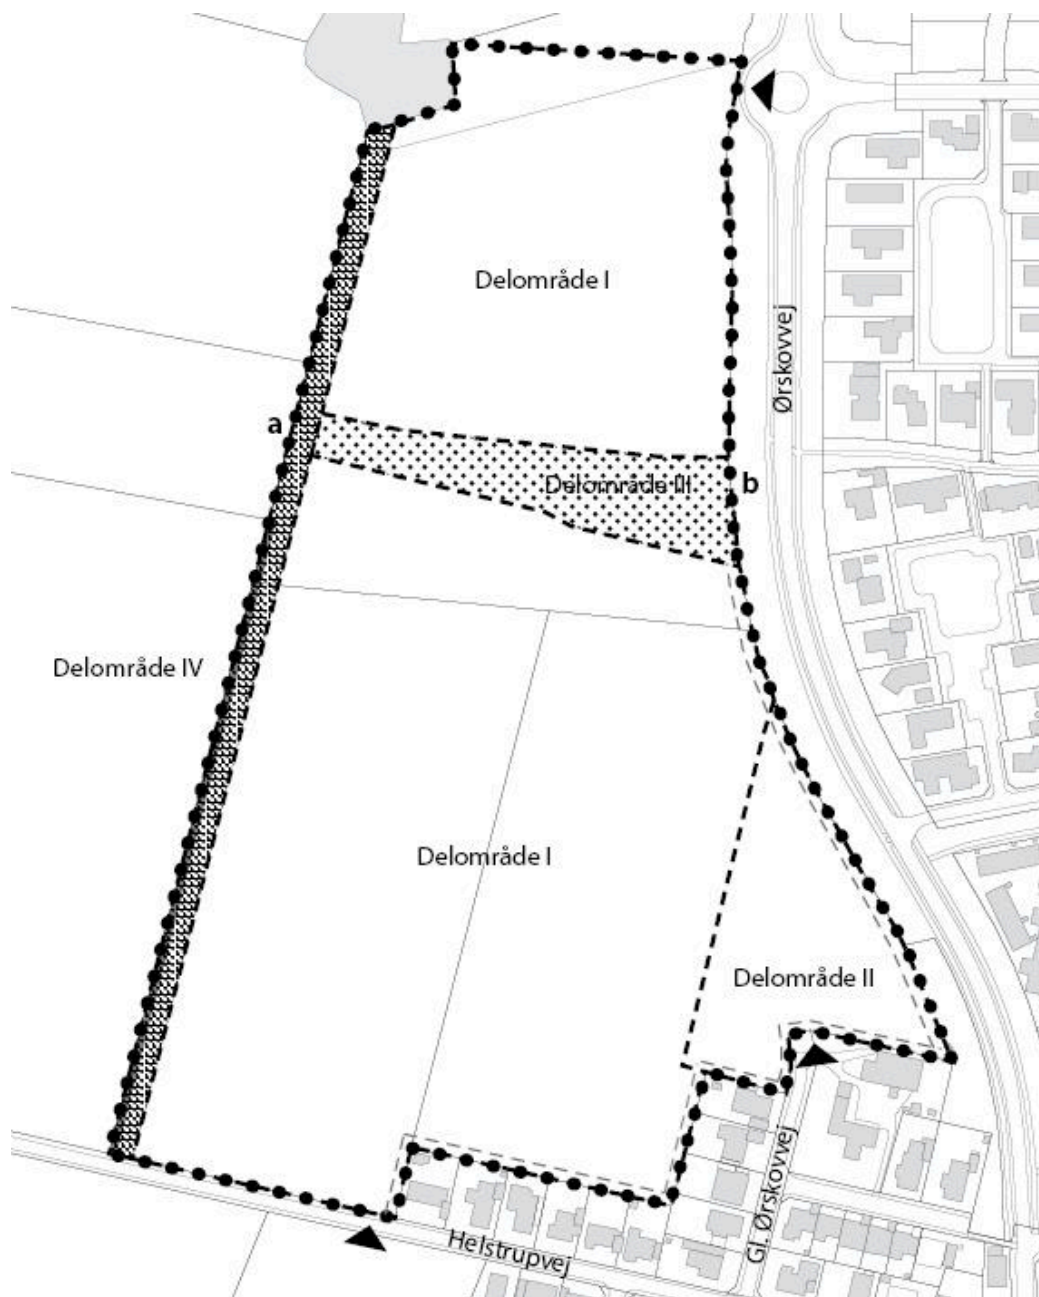 Delområde I
Ørskovvej
a
Delområde III
b
Delområde IV
Delområde I
Delområde II
Gl. Ørskovvej
Helstrupvej